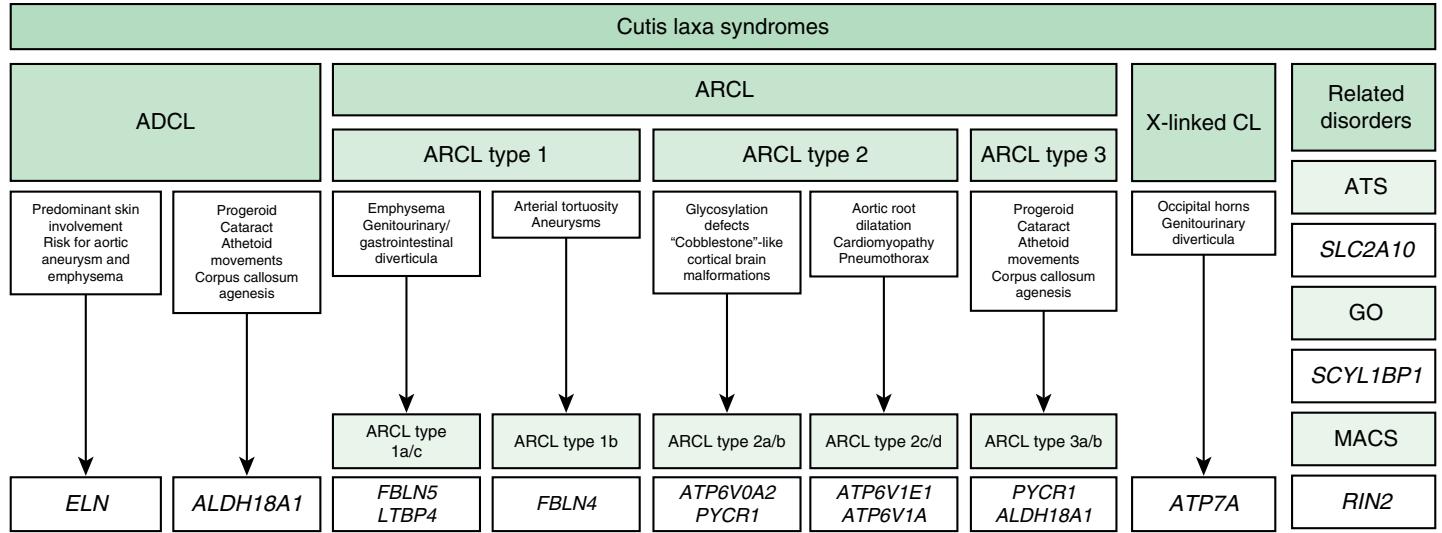 Cutis laxa syndromes
ADCL
Predominant skin
involvement
Risk for aortic
aneurysm and
emphysema
ELN
Progeroid
Cataract
Athetoid
movements
Corpus callosum
agenesis
ALDH18A1
ARCL
ARCL type 1
Emphysema
Genitourinary/
gastrointestinal
diverticula
ARCL type
1a/c
FBLN5
LTBP4
Arterial tortuosity
Aneurysms
ARCL type 1b
FBLN4
ARCL type 2
Glycosylation
defects
“Cobblestone”-like
cortical brain
malformations
ARCL type 2a/b
ATP6V0A2
PYCR1
Aortic root
dilatation
Cardiomyopathy
Pneumothorax
ARCL type 2c/d
ATP6V1E1
ATP6V1A
ARCL type 3
Progeroid
Cataract
Athetoid
movements
Corpus callosum
agenesis
ARCL type 3a/b
PYCR1
ALDH18A1
X-linked CL
Occipital horns
Genitourinary
diverticula
ATP7A
Related
disorders
ATS
SLC2A10
GO
SCYL1BP1
MACS
RIN2